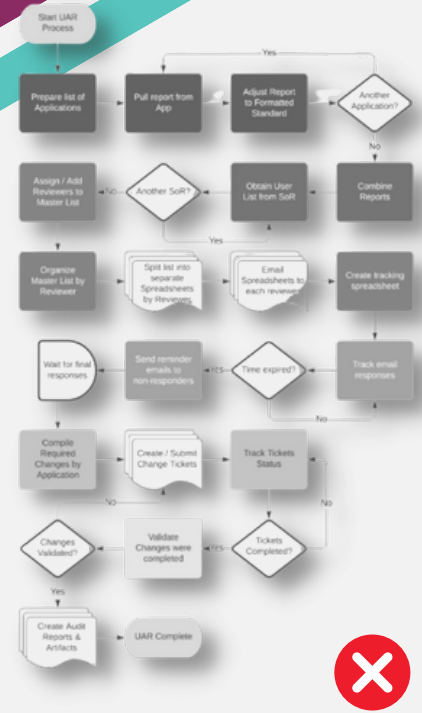 Start UAR
Process
Yes
Prepare list of
Applications
Pull report from
App
Adjust Report
to Formatted
Standard
Another
Application?
No
Assign / Add
Reviewers to
Master List
No
Another SoR?
Obtain User
List from SoR
Combine
Reports
Yes
Organize
Master List by
Reviewer
Split list into
separate
Spreadsheets
by Reviewer
Email
Spreadsheets to
each reviewer
Create tracking
spreadsheet
Wait for final
responses
Send reminder
emails to
non-responders
Yes
Time expired?
Track email
responses
No
Compile
Required
Changes by
Application
Create / Submit
Change Tickets
Track Tickets
Status
No
No
Changes
Validated?
Validate
Changes were
completed
Yes
Tickets
Completed?
Yes
Create Audit
Reports &
Artifacts
UAR Complete